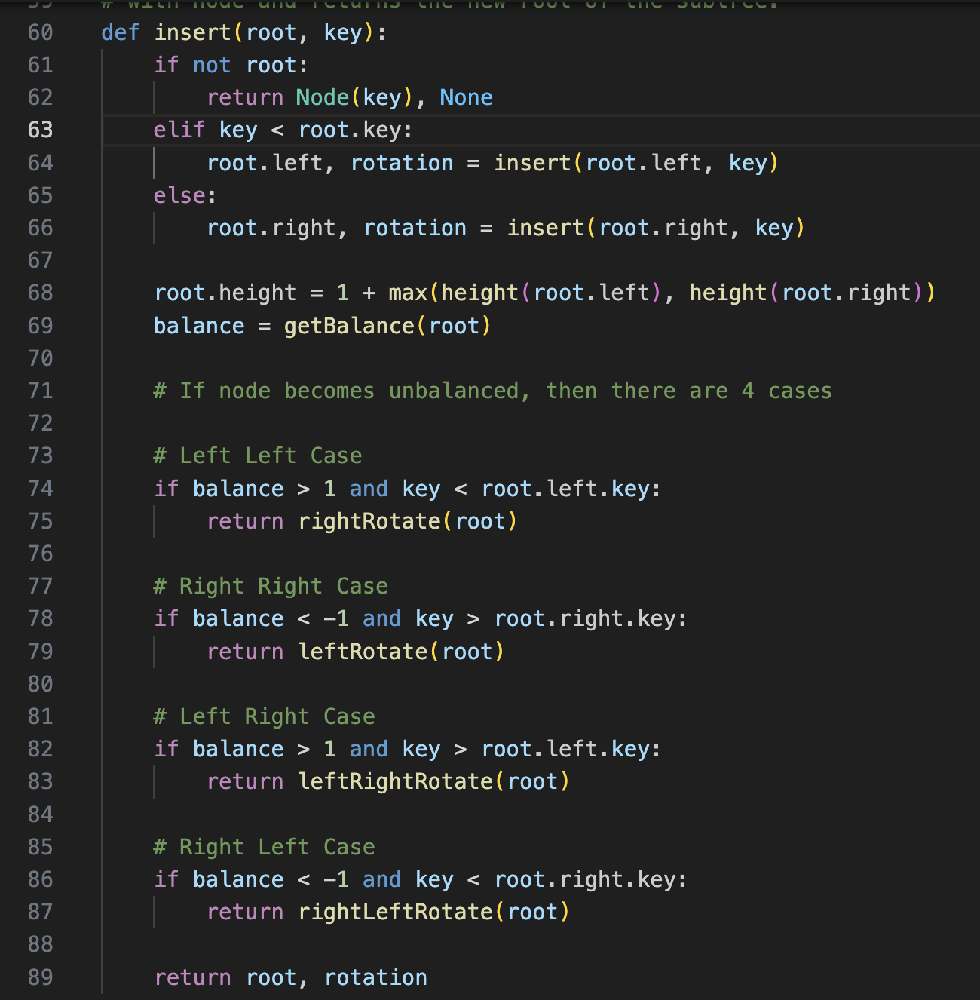 59 # with node and returns the new root of the subtree.
60 def insert(root, key):
61 if not root:
62 return Node(key), None
63 elif key < root.key:
64 root.left, rotation = insert(root.left, key)
65 else:
66 root.right, rotation = insert(root.right, key)
67
68 root.height = 1 + max(height(root.left), height(root.right))
69 balance = getBalance(root)
70
71 # If node becomes unbalanced, then there are 4 cases
72
73 # Left Left Case
74 if balance > 1 and key < root.left.key:
75 return rightRotate(root)
76
77 # Right Right Case
78 if balance < -1 and key > root.right.key:
79 return leftRotate(root)
80
81 # Left Right Case
82 if balance > 1 and key > root.left.key:
83 return leftRightRotate(root)
84
85 # Right Left Case
86 if balance < -1 and key < root.right.key:
87 return rightLeftRotate(root)
88
89 return root, rotation